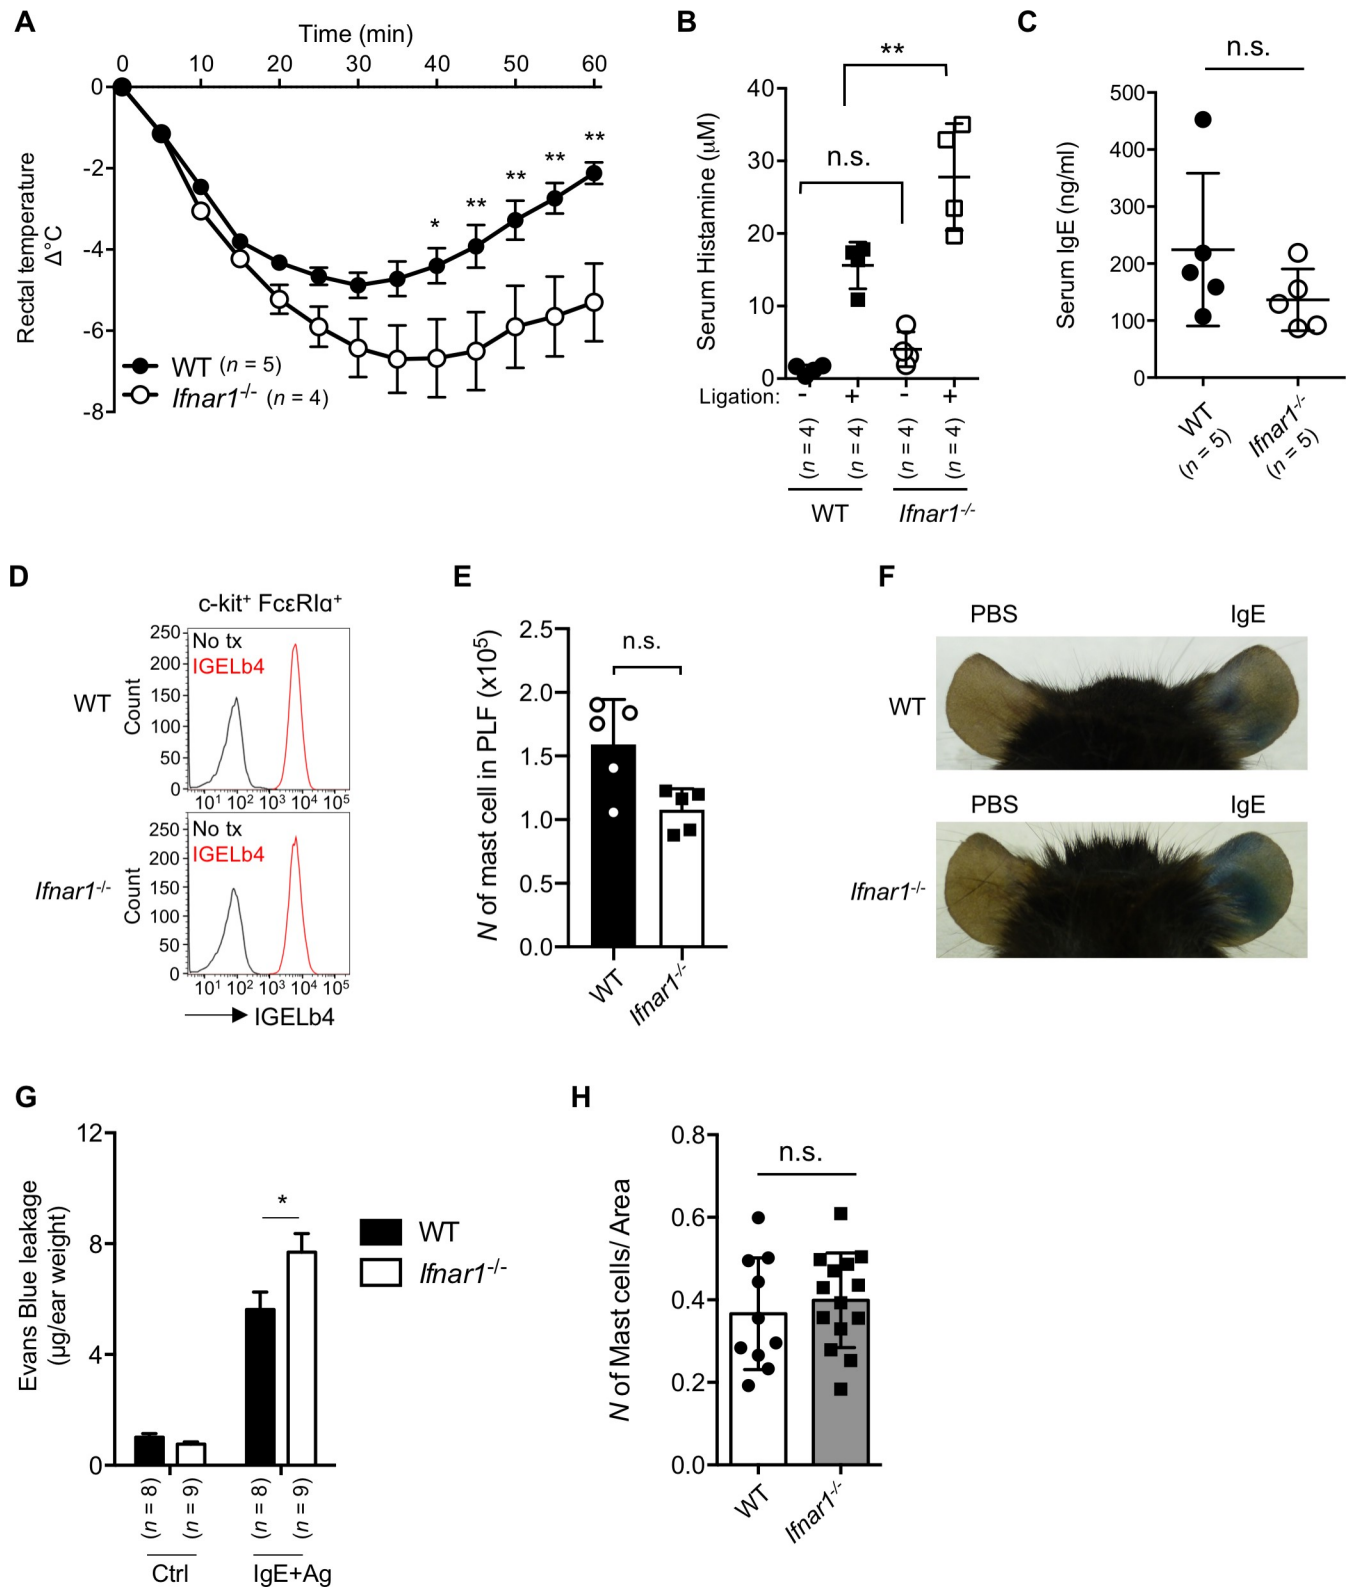 A
Time (min)
0 10 20 30 40 50 60
0
-2
-4
-6
-8
Rectal temperature
Δ°C
* ** ** ** **
WT (n = 5)
Ifnar1-/- (n = 4)
B
**
n.s.
40
30
20
10
0
Serum Histamine (μM)
Ligation: - + - +
(n = 4) (n = 4) (n = 4) (n = 4)
WT Ifnar1-/-
C
n.s.
500
400
300
200
100
0
Serum IgE (ng/ml)
WT
(n = 5)
Ifnar1-/-
(n = 5)
D
c-kit+ FcεRIα+
WT
250
200
150
100
50
0
Count
No tx
IGELb4
10¹ 10² 10³ 10⁴ 10⁵
Ifnar1-/-
250
200
150
100
50
0
Count
No tx
IGELb4
10¹ 10² 10³ 10⁴ 10⁵
IGELb4
E
n.s.
2.5
2.0
1.5
1.0
0.5
0.0
N of mast cell in PLF (x10⁵)
WT
Ifnar1-/-
F
PBS IgE
WT
PBS IgE
Ifnar1-/-
G
12
8
4
0
Evans Blue leakage
(μg/ear weight)
*
WT
Ifnar1-/-
(n = 8) (n = 9) (n = 8) (n = 9)
Ctrl IgE+Ag
H
n.s.
0.8
0.6
0.4
0.2
0.0
N of Mast cells/ Area
WT
Ifnar1-/-